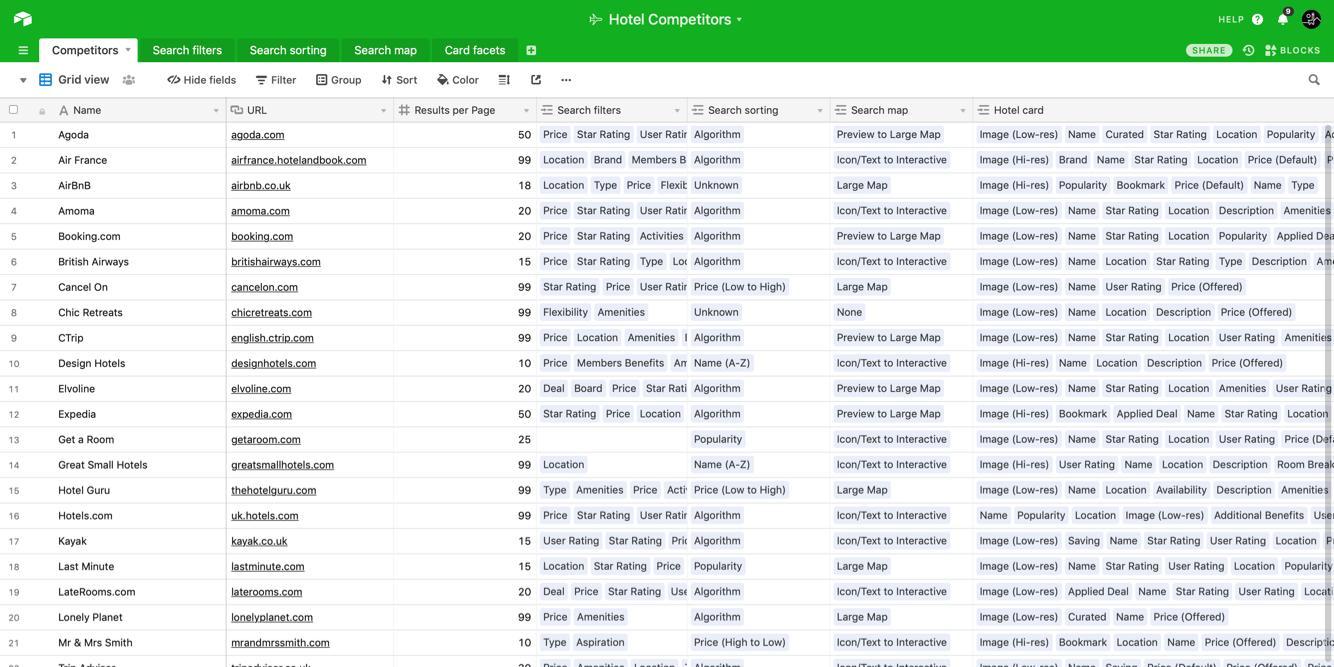 Hotel Competitors
HELP
9
Competitors Search filters Search sorting Search map Card facets
SHARE BLOCKS
Grid view Hide fields Filter Group Sort Color
Name URL Results per Page Search filters Search sorting Search map Hotel card
1 Agoda agoda.com 50 Price Star Rating User Ratin Algorithm Preview to Large Map Image (Low-res) Name Curated Star Rating Location Popularity
2 Air France airfrance.hotelandbook.com 99 Location Brand Members B Algorithm Icon/Text to Interactive Image (Hi-res) Brand Name Star Rating Location Price (Default)
3 AirBnB airbnb.co.uk 18 Location Type Price Flexib Unknown Large Map Image (Hi-res) Popularity Bookmark Price (Default) Name Type
4 Amoma amoma.com 20 Price Star Rating User Ratin Algorithm Icon/Text to Interactive Image (Low-res) Name Star Rating Location Description Amenities
5 Booking.com booking.com 20 Price Star Rating Activities Algorithm Preview to Large Map Image (Low-res) Name Star Rating Location Popularity Applied Dea
6 British Airways britishairways.com 15 Price Star Rating Type Loc Algorithm Icon/Text to Interactive Image (Low-res) Name Location Star Rating Type Description Ame
7 Cancel On cancelon.com 99 Star Rating Price User Ratin Price (Low to High) Large Map Image (Low-res) Name User Rating Price (Offered)
8 Chic Retreats chicretreats.com 99 Flexibility Amenities Unknown None Image (Low-res) Name Location Description Price (Offered)
9 CTrip english.ctrip.com 99 Price Location Amenities Algorithm Preview to Large Map Image (Low-res) Name Star Rating Location User Rating Amenities
10 Design Hotels designhotels.com 10 Price Members Benefits Am Name (A-Z) Icon/Text to Interactive Image (Hi-res) Name Location Description Price (Offered)
11 Elvoline elvoline.com 20 Deal Board Price Star Rati Algorithm Preview to Large Map Image (Low-res) Name Star Rating Location Amenities User Rating
12 Expedia expedia.com 50 Star Rating Price Location Algorithm Preview to Large Map Image (Hi-res) Bookmark Applied Deal Name Star Rating Location
13 Get a Room getaroom.com 25 Popularity Icon/Text to Interactive Image (Low-res) Name Star Rating Location User Rating Price (Defa
14 Great Small Hotels greatsmallhotels.com 99 Location Name (A-Z) Icon/Text to Interactive Image (Hi-res) User Rating Name Location Description Room Break
15 Hotel Guru thehotelguru.com 99 Type Amenities Price Acti Price (Low to High) Large Map Image (Low-res) Name Location Availability Description Amenities
16 Hotels.com uk.hotels.com 99 Price Star Rating User Ratin Algorithm Icon/Text to Interactive Name Popularity Location Image (Low-res) Additional Benefits Use
17 Kayak kayak.co.uk 15 User Rating Star Rating Pric Algorithm Icon/Text to Interactive Image (Low-res) Saving Name Star Rating User Rating Location
18 Last Minute lastminute.com 15 Location Star Rating Price Popularity Large Map Image (Low-res) Name Star Rating User Rating Location Popularity
19 LateRooms.com laterooms.com 20 Deal Price Star Rating Use Algorithm Icon/Text to Interactive Image (Low-res) Applied Deal Name Star Rating User Rating Locati
20 Lonely Planet lonelyplanet.com 99 Price Amenities Algorithm Large Map Image (Low-res) Curated Name Price (Offered)
21 Mr & Mrs Smith mrandmrssmith.com 10 Type Aspiration Price (High to Low) Icon/Text to Interactive Image (Hi-res) Bookmark Location Name Price (Offered) Descripti